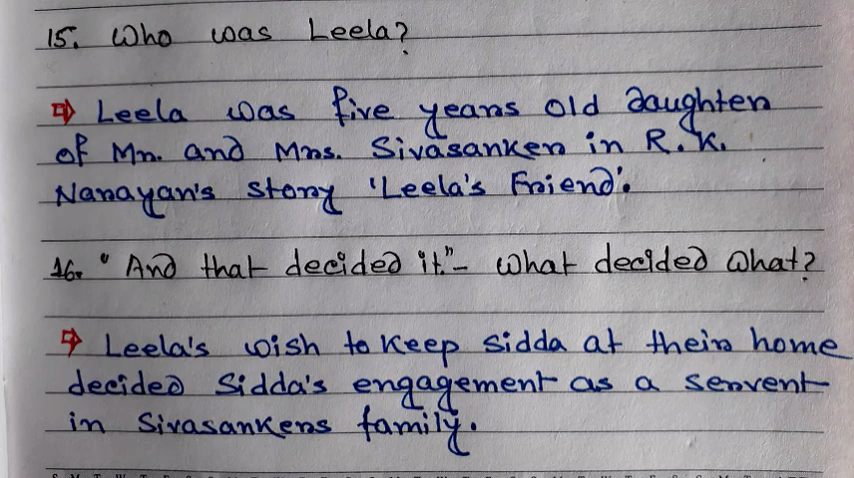 15. Who was Leela?
⇨ Leela was five years old daughter
of Mr. and Mrs. Sivasanker in R.K.
Narayan's story 'Leela's Friend'.
16. "And that decided it."- What decided what?
⇨ Leela's wish to keep Sidda at their home
decided Sidda's engagement as a servent
in Sivasankers family.